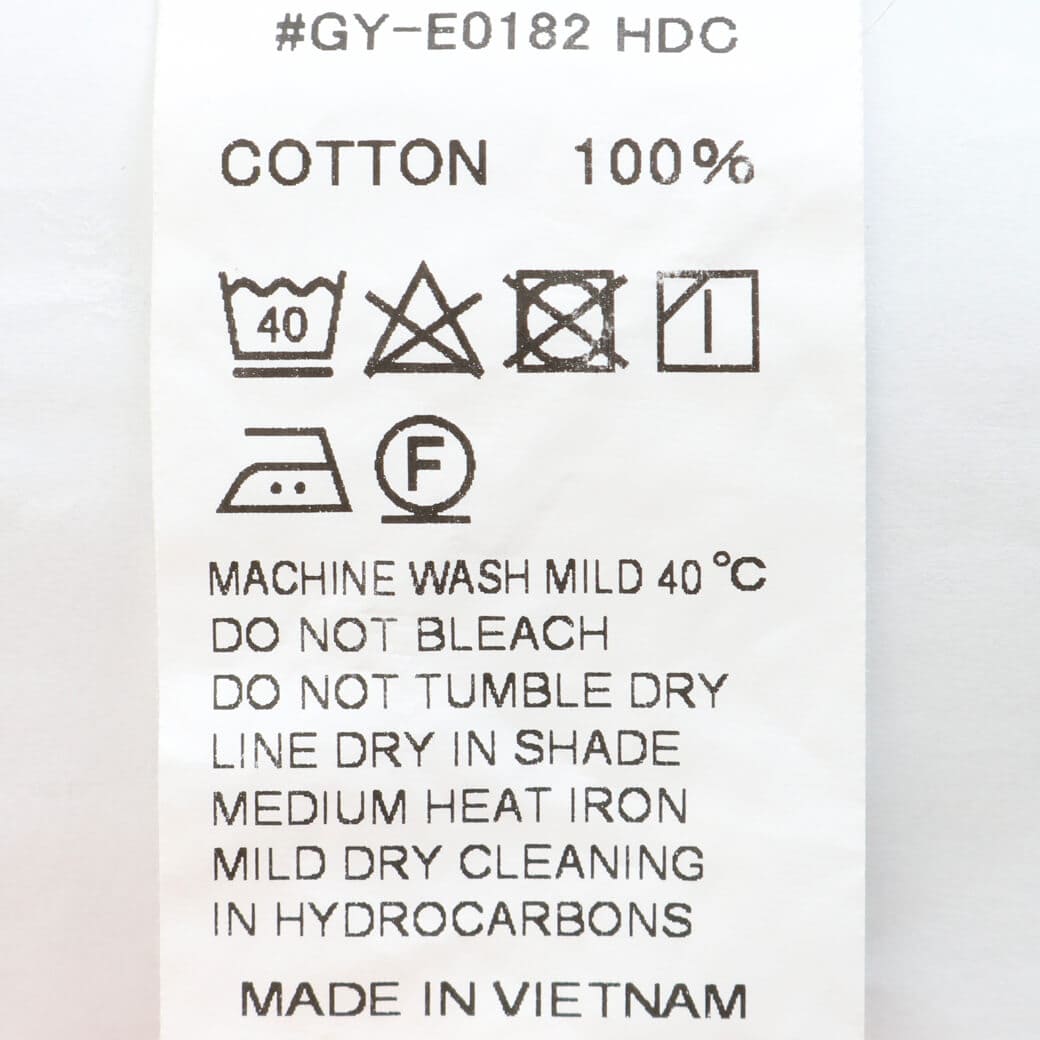 #GY-E0182 HDC
COTTON 100%
40
F
MACHINE WASH MILD 40℃
DO NOT BLEACH
DO NOT TUMBLE DRY
LINE DRY IN SHADE
MEDIUM HEAT IRON
MILD DRY CLEANING
IN HYDROCARBONS
MADE IN VIETNAM